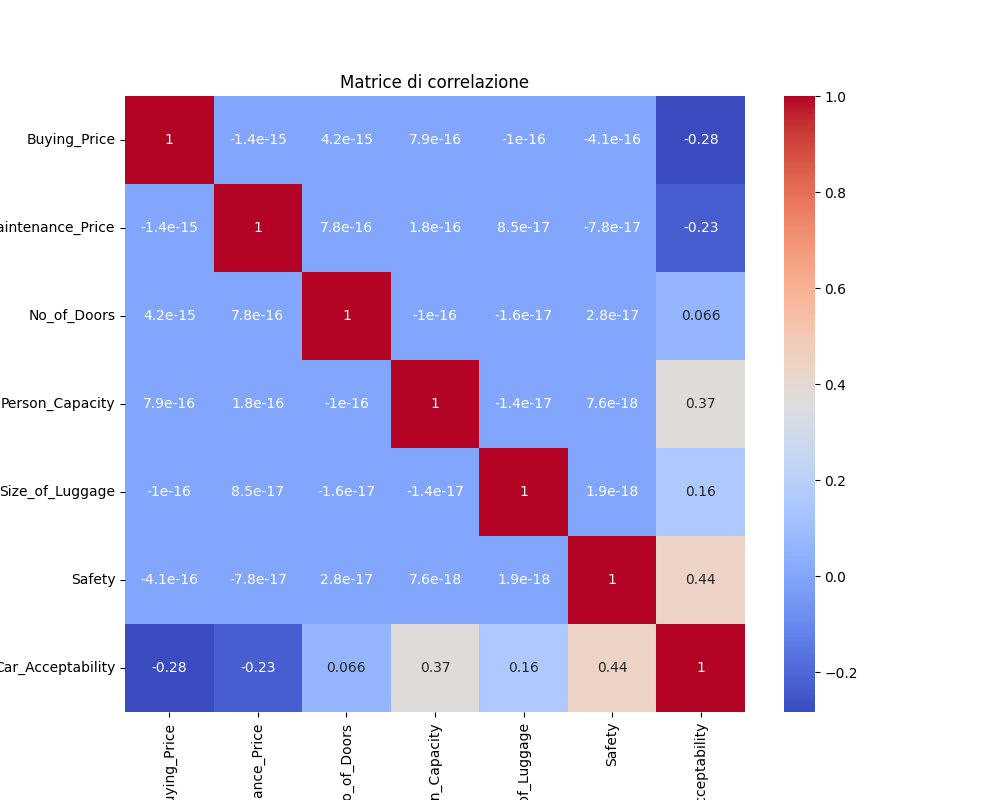 Matrice di correlazione
Buying_Price 1 -1.4e-15 4.2e-15 7.9e-16 -1e-16 -4.1e-16 -0.28
aintenance_Price -1.4e-15 1 7.8e-16 1.8e-16 8.5e-17 -7.8e-17 -0.23
No_of_Doors 4.2e-15 7.8e-16 1 -1e-16 -1.6e-17 2.8e-17 0.066
Person_Capacity 7.9e-16 1.8e-16 -1e-16 1 -1.4e-17 7.6e-18 0.37
Size_of_Luggage -1e-16 8.5e-17 -1.6e-17 -1.4e-17 1 1.9e-18 0.16
Safety -4.1e-16 -7.8e-17 2.8e-17 7.6e-18 1.9e-18 1 0.44
Car_Acceptability -0.28 -0.23 0.066 0.37 0.16 0.44 1
uying_Price
ance_Price
o_of_Doors
n_Capacity
of_Luggage
Safety
cceptability
1.0
0.8
0.6
0.4
0.2
0.0
−0.2